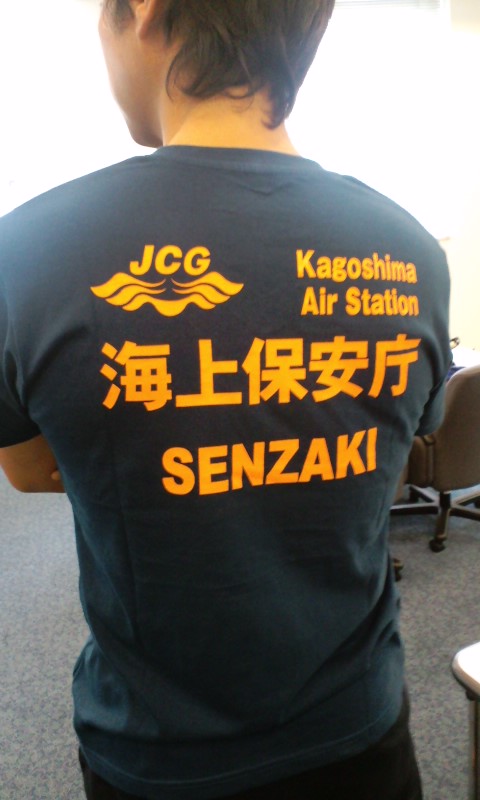 JCG
Kagoshima
Air Station
海上保安庁
SENZAKI